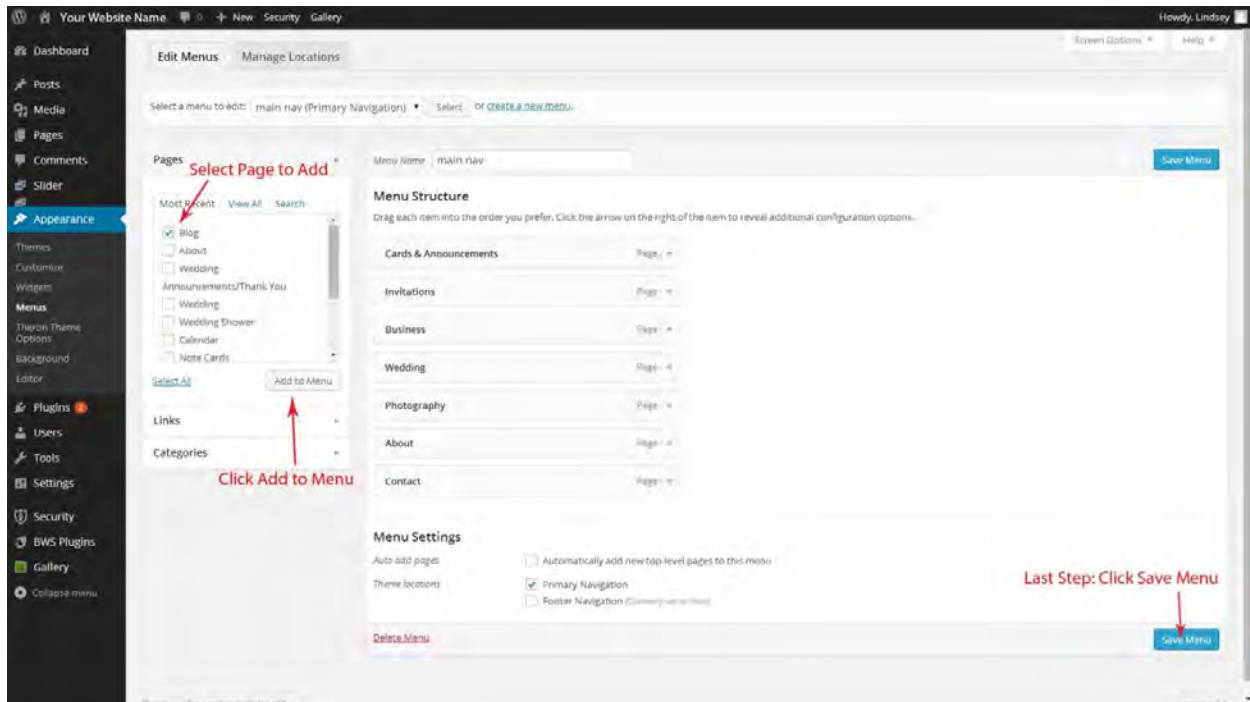 Your Website Name 0 + New Security Gallery
Howdy, Lindsey
Dashboard
Posts
Media
Pages
Comments
Slider
Appearance
Themes
Customize
Widgets
Menus
Theron Theme
Options
Background
Editor
Plugins 2
Users
Tools
Settings
Security
BWS Plugins
Gallery
Collapse menu
Screen Options Help
Edit Menus Manage Locations
Select a menu to edit: main nav (Primary Navigation) Select or create a new menu.
Pages
Select Page to Add
Most Recent View All Search
Blog
About
Wedding
Announcements/Thank You
Wedding
Wedding Shower
Calendar
Note Cards
Select All Add to Menu
Links
Categories
Click Add to Menu
Menu Name main nav Save Menu
Menu Structure
Drag each item into the order you prefer. Click the arrow on the right of the item to reveal additional configuration options.
Cards & Announcements Page
Invitations Page
Business Page
Wedding Page
Photography Page
About Page
Contact Page
Menu Settings
Auto add pages Automatically add new top-level pages to this menu
Theme locations Primary Navigation
Footer Navigation
Last Step: Click Save Menu
Delete Menu Save Menu